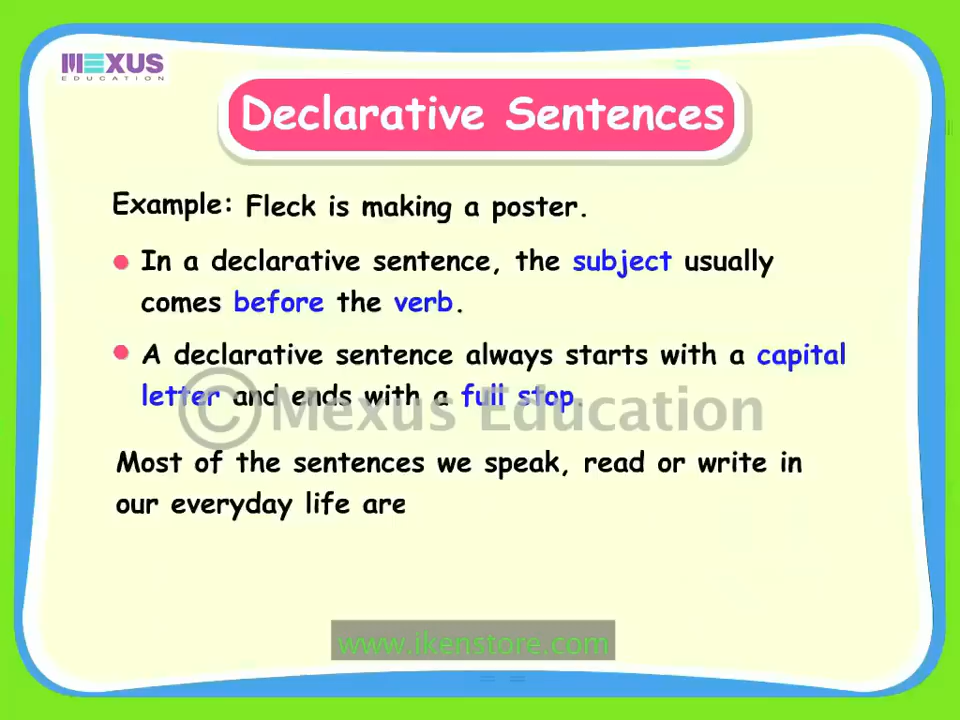 MEXUS
EDUCATION
Declarative Sentences
Example: Fleck is making a poster.
In a declarative sentence, the subject usually
comes before the verb.
A declarative sentence always starts with a capital
letter and ends with a full stop.
© Mexus Education
Most of the sentences we speak, read or write in
our everyday life are
www.ikenstore.com